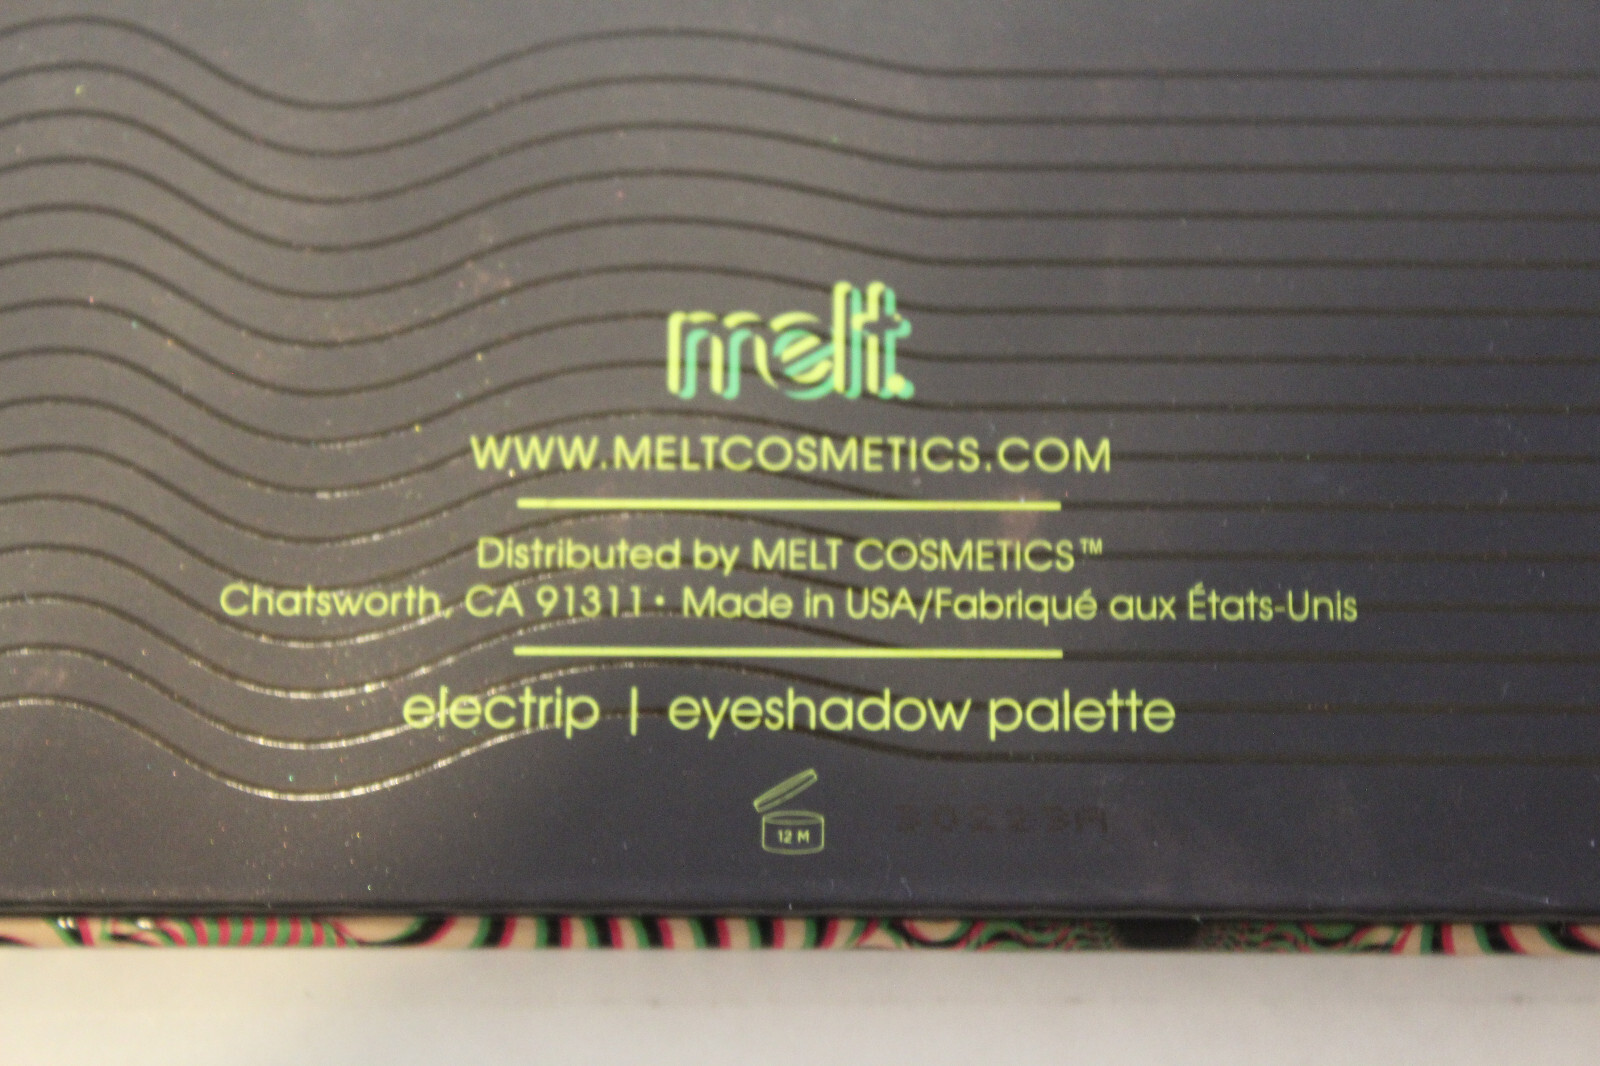 melt.
WWW.MELTCOSMETICS.COM
Distributed by MELT COSMETICS™
Chatsworth, CA 91311 • Made in USA/Fabriqué aux États-Unis
electrip | eyeshadow palette
12 M